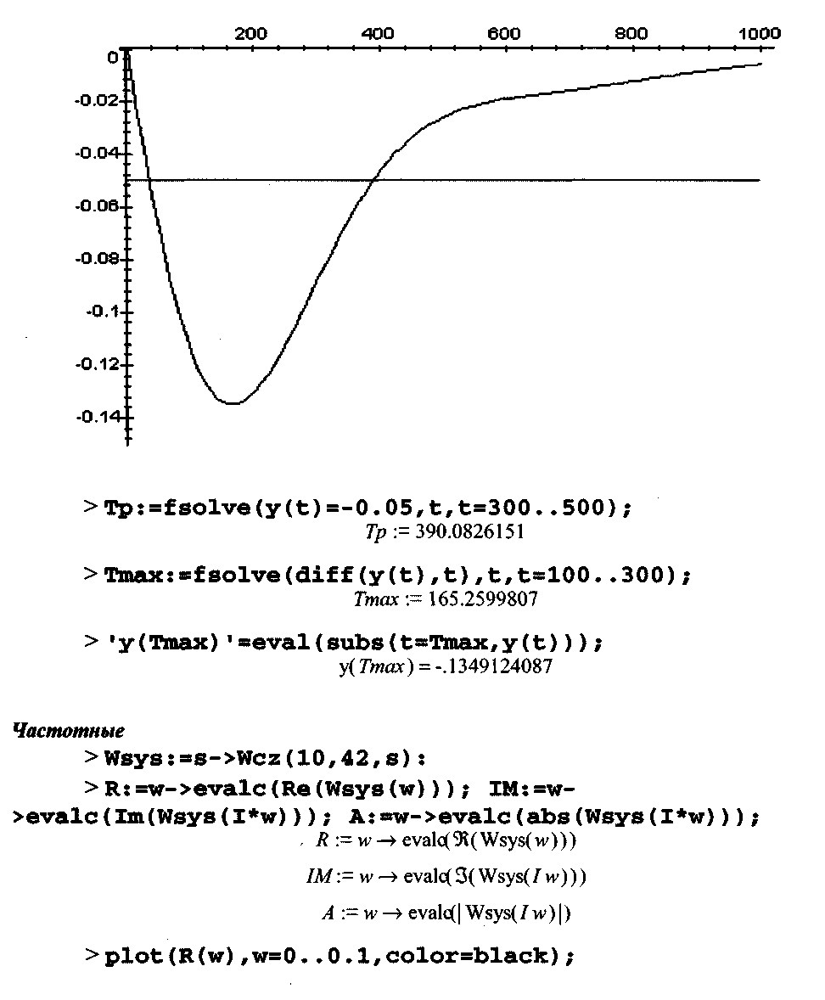 200 400 600 800 1000
0
-0.02
-0.04
-0.06
-0.08
-0.1
-0.12
-0.14
> Tp:=fsolve(y(t)=-0.05,t,t=300..500);
Tp := 390.0826151
> Tmax:=fsolve(diff(y(t),t),t,t=100..300);
Tmax := 165.2599807
> 'y(Tmax)'=eval(subs(t=Tmax,y(t)));
y( Tmax ) = -.1349124087
Частотные
> Wsys:=s->Wcz(10,42,s):
> R:=w->evalc(Re(Wsys(w))); IM:=w-
>evalc(Im(Wsys(I*w))); A:=w->evalc(abs(Wsys(I*w)));
R := w → evalc( ℜ( Wsys( w ) ) )
IM := w → evalc( ℑ( Wsys( I w ) ) )
A := w → evalc( | Wsys( I w ) | )
> plot(R(w),w=0..0.1,color=black);